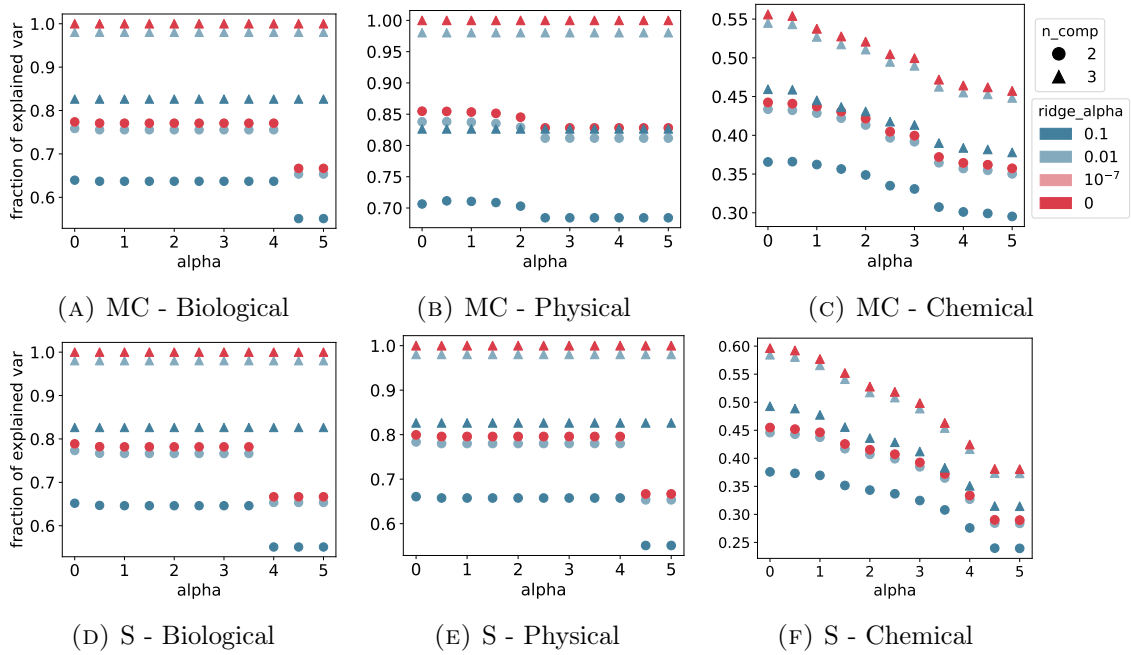 fraction of explained var
1.0
0.9
0.8
0.7
0.6
0 1 2 3 4 5
alpha
(A) MC - Biological
1.00
0.95
0.90
0.85
0.80
0.75
0.70
0 1 2 3 4 5
alpha
(B) MC - Physical
0.55
0.50
0.45
0.40
0.35
0.30
0 1 2 3 4 5
alpha
(C) MC - Chemical
n_comp
2
3
ridge_alpha
0.1
0.01
10⁻⁷
0
fraction of explained var
1.0
0.9
0.8
0.7
0.6
0 1 2 3 4 5
alpha
(D) S - Biological
1.0
0.9
0.8
0.7
0.6
0 1 2 3 4 5
alpha
(E) S - Physical
0.60
0.55
0.50
0.45
0.40
0.35
0.30
0.25
0 1 2 3 4 5
alpha
(F) S - Chemical